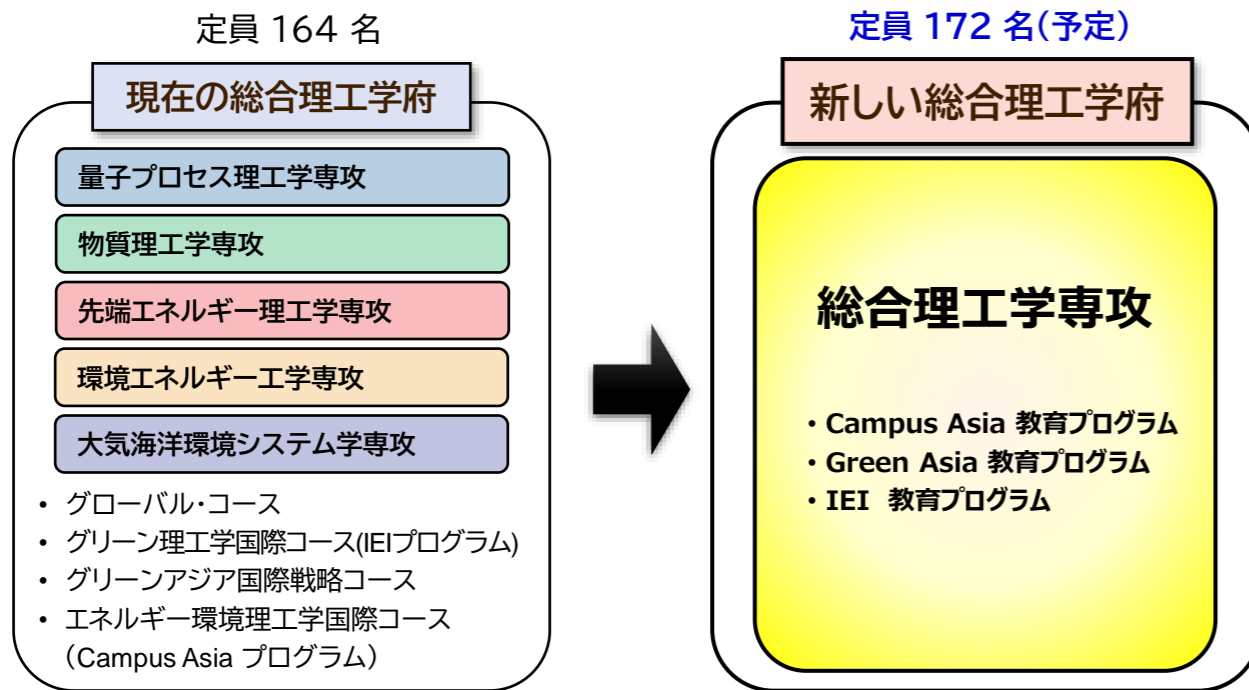 定員 164 名
現在の総合理工学府
量子プロセス理工学専攻
物質理工学専攻
先端エネルギー理工学専攻
環境エネルギー工学専攻
大気海洋環境システム学専攻
• グローバル・コース
• グリーン理工学国際コース(IEIプログラム)
• グリーンアジア国際戦略コース
• エネルギー環境理工学国際コース
（Campus Asia プログラム）
定員 172 名(予定)
新しい総合理工学府
総合理工学専攻
・Campus Asia 教育プログラム
・Green Asia 教育プログラム
・IEI 教育プログラム